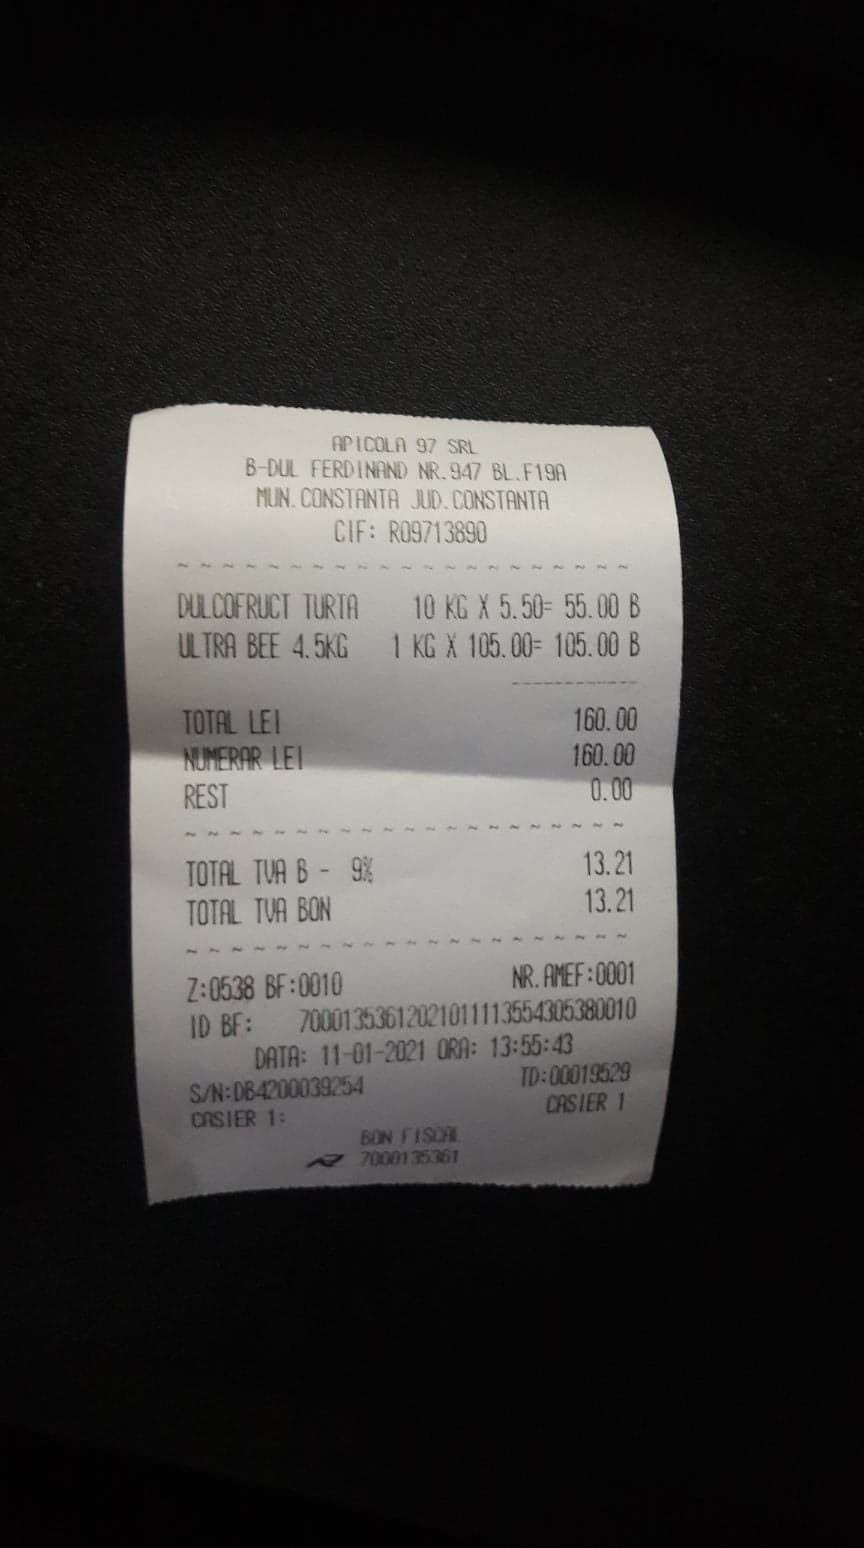 APICOLA 97 SRL
B-DUL FERDINAND NR.947 BL.F19A
MUN.CONSTANTA JUD.CONSTANTA
CIF: RO9713890
~ ~ ~ ~ ~ ~ ~ ~ ~ ~ ~ ~ ~ ~ ~ ~ ~ ~ ~ ~ ~
DULCOFRUCT TURTA 10 KG X 5.50= 55.00 B
ULTRA BEE 4.5KG 1 KG X 105.00= 105.00 B
--------------
TOTAL LEI 160.00
NUMERAR LEI 160.00
REST 0.00
~ ~ ~ ~ ~ ~ ~ ~ ~ ~ ~ ~ ~ ~ ~ ~ ~ ~ ~ ~ ~
TOTAL TVA B - 9% 13.21
TOTAL TVA BON 13.21
~ ~ ~ ~ ~ ~ ~ ~ ~ ~ ~ ~ ~ ~ ~ ~ ~ ~ ~ ~ ~
Z:0538 BF:0010 NR.AMEF:0001
ID BF: 70001353612021011113554305380010
DATA: 11-01-2021 ORA: 13:55:43
S/N:DB4200039254 TD:00019529
CASIER 1: CASIER 1
BON FISCAL
7000135361